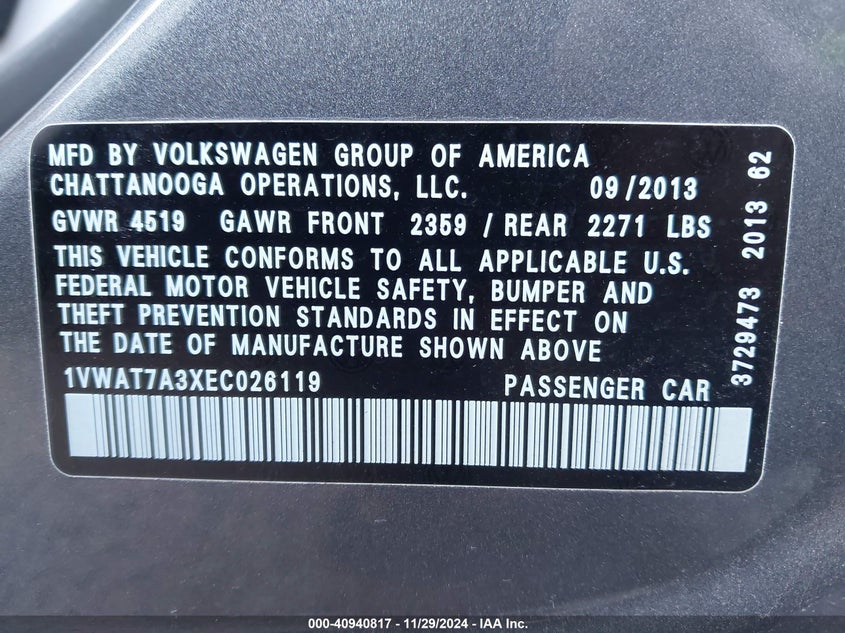 MFD BY VOLKSWAGEN GROUP OF AMERICA
CHATTANOOGA OPERATIONS, LLC. 09/2013
GVWR 4519 GAWR FRONT 2359 / REAR 2271 LBS
THIS VEHICLE CONFORMS TO ALL APPLICABLE U.S.
FEDERAL MOTOR VEHICLE SAFETY, BUMPER AND
THEFT PREVENTION STANDARDS IN EFFECT ON
THE DATE OF MANUFACTURE SHOWN ABOVE
1VWAT7A3XEC026119 PASSENGER CAR
3729473 2013 62
000-40940817 - 11/29/2024 - IAA Inc.